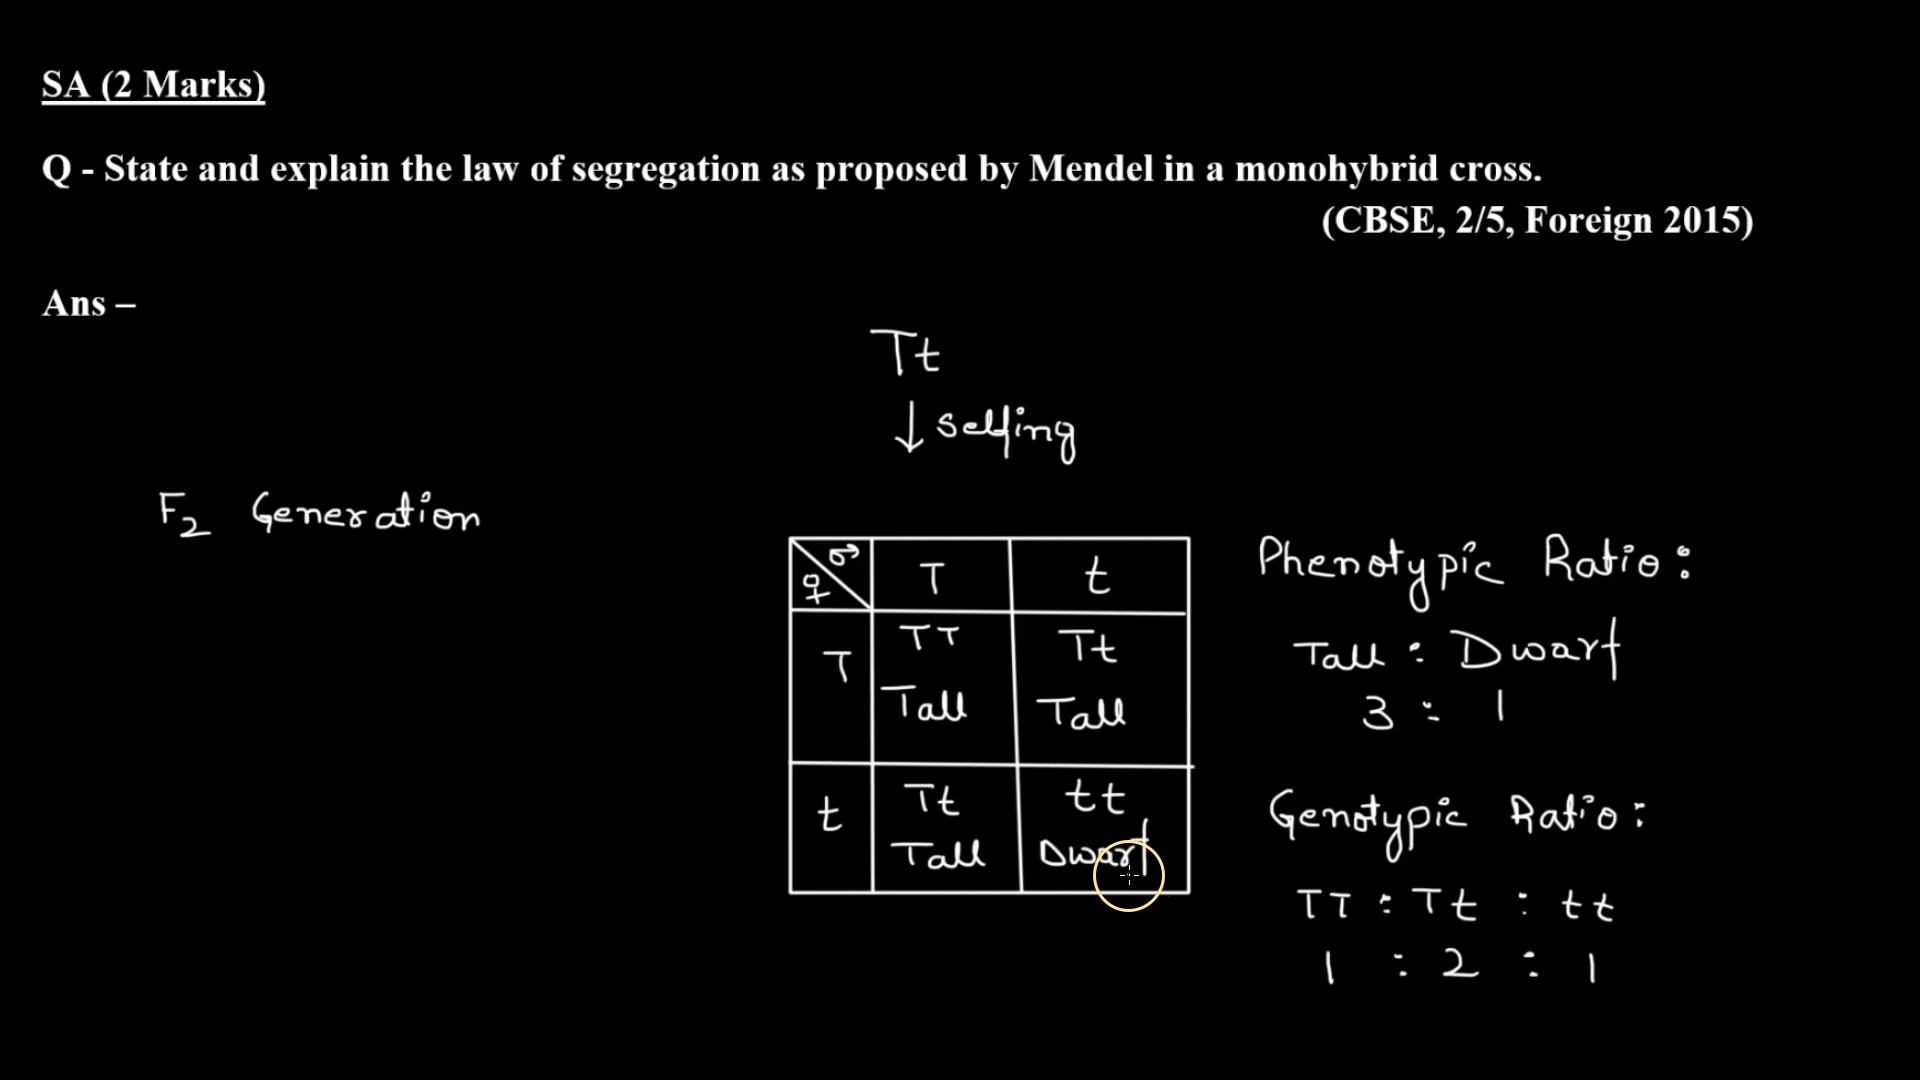 SA (2 Marks)
Q - State and explain the law of segregation as proposed by Mendel in a monohybrid cross.
(CBSE, 2/5, Foreign 2015)
Ans –
Tt
↓ selfing
F2 Generation
♂ ♀ T t
T TT Tt
Tall Tall
t Tt tt
Tall Dwarf
Phenotypic Ratio:
Tall : Dwarf
3 : 1
Genotypic Ratio:
TT : Tt : tt
1 : 2 : 1